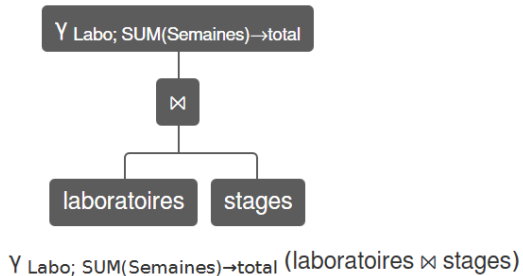 γ Labo; SUM(Semaines)→total
⋈
laboratoires stages
γ Labo; SUM(Semaines)→total (laboratoires ⋈ stages)